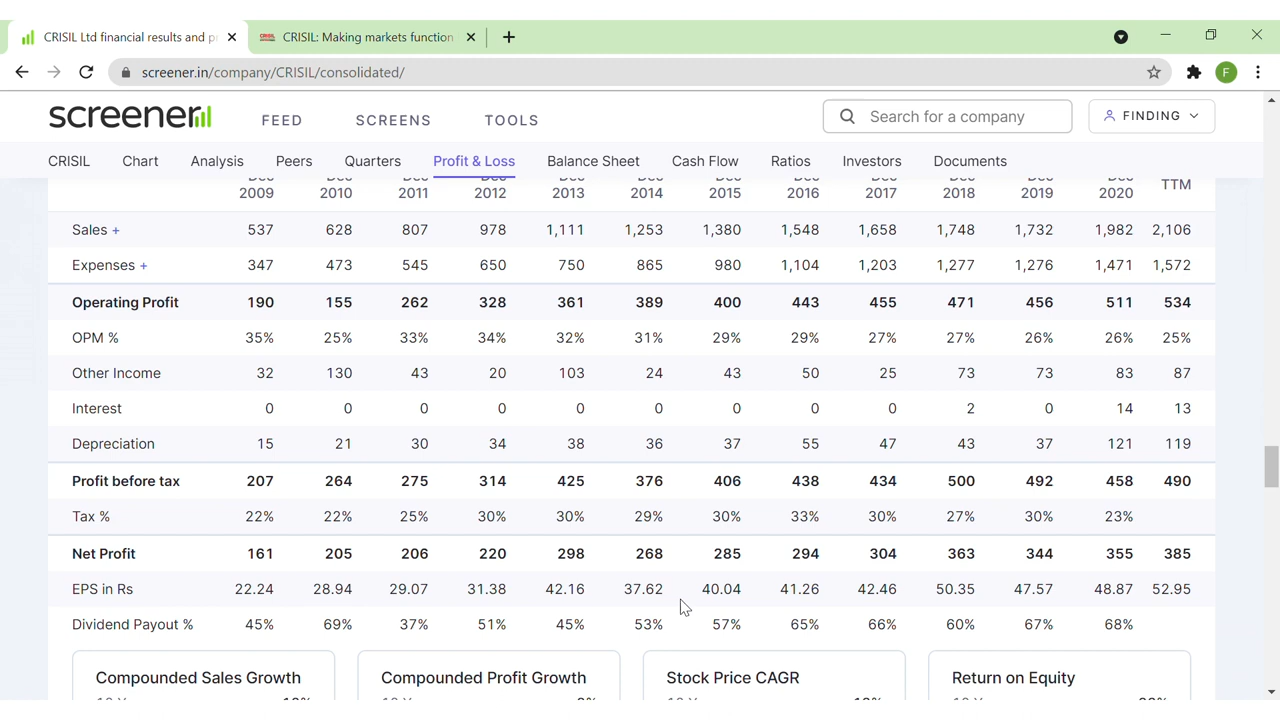 CRISIL Ltd financial results and pr
CRISIL: Making markets function
screener.in/company/CRISIL/consolidated/
F
screener
FEED SCREENS TOOLS
Search for a company
FINDING
CRISIL Chart Analysis Peers Quarters Profit & Loss Balance Sheet Cash Flow Ratios Investors Documents
Dec Dec Dec Dec Dec Dec Dec Dec Dec Dec Dec Dec
2009 2010 2011 2012 2013 2014 2015 2016 2017 2018 2019 2020 TTM
Sales + 537 628 807 978 1,111 1,253 1,380 1,548 1,658 1,748 1,732 1,982 2,106
Expenses + 347 473 545 650 750 865 980 1,104 1,203 1,277 1,276 1,471 1,572
Operating Profit 190 155 262 328 361 389 400 443 455 471 456 511 534
OPM % 35% 25% 33% 34% 32% 31% 29% 29% 27% 27% 26% 26% 25%
Other Income 32 130 43 20 103 24 43 50 25 73 73 83 87
Interest 0 0 0 0 0 0 0 0 0 2 0 14 13
Depreciation 15 21 30 34 38 36 37 55 47 43 37 121 119
Profit before tax 207 264 275 314 425 376 406 438 434 500 492 458 490
Tax % 22% 22% 25% 30% 30% 29% 30% 33% 30% 27% 30% 23%
Net Profit 161 205 206 220 298 268 285 294 304 363 344 355 385
EPS in Rs 22.24 28.94 29.07 31.38 42.16 37.62 40.04 41.26 42.46 50.35 47.57 48.87 52.95
Dividend Payout % 45% 69% 37% 51% 45% 53% 57% 65% 66% 60% 67% 68%
Compounded Sales Growth Compounded Profit Growth Stock Price CAGR Return on Equity